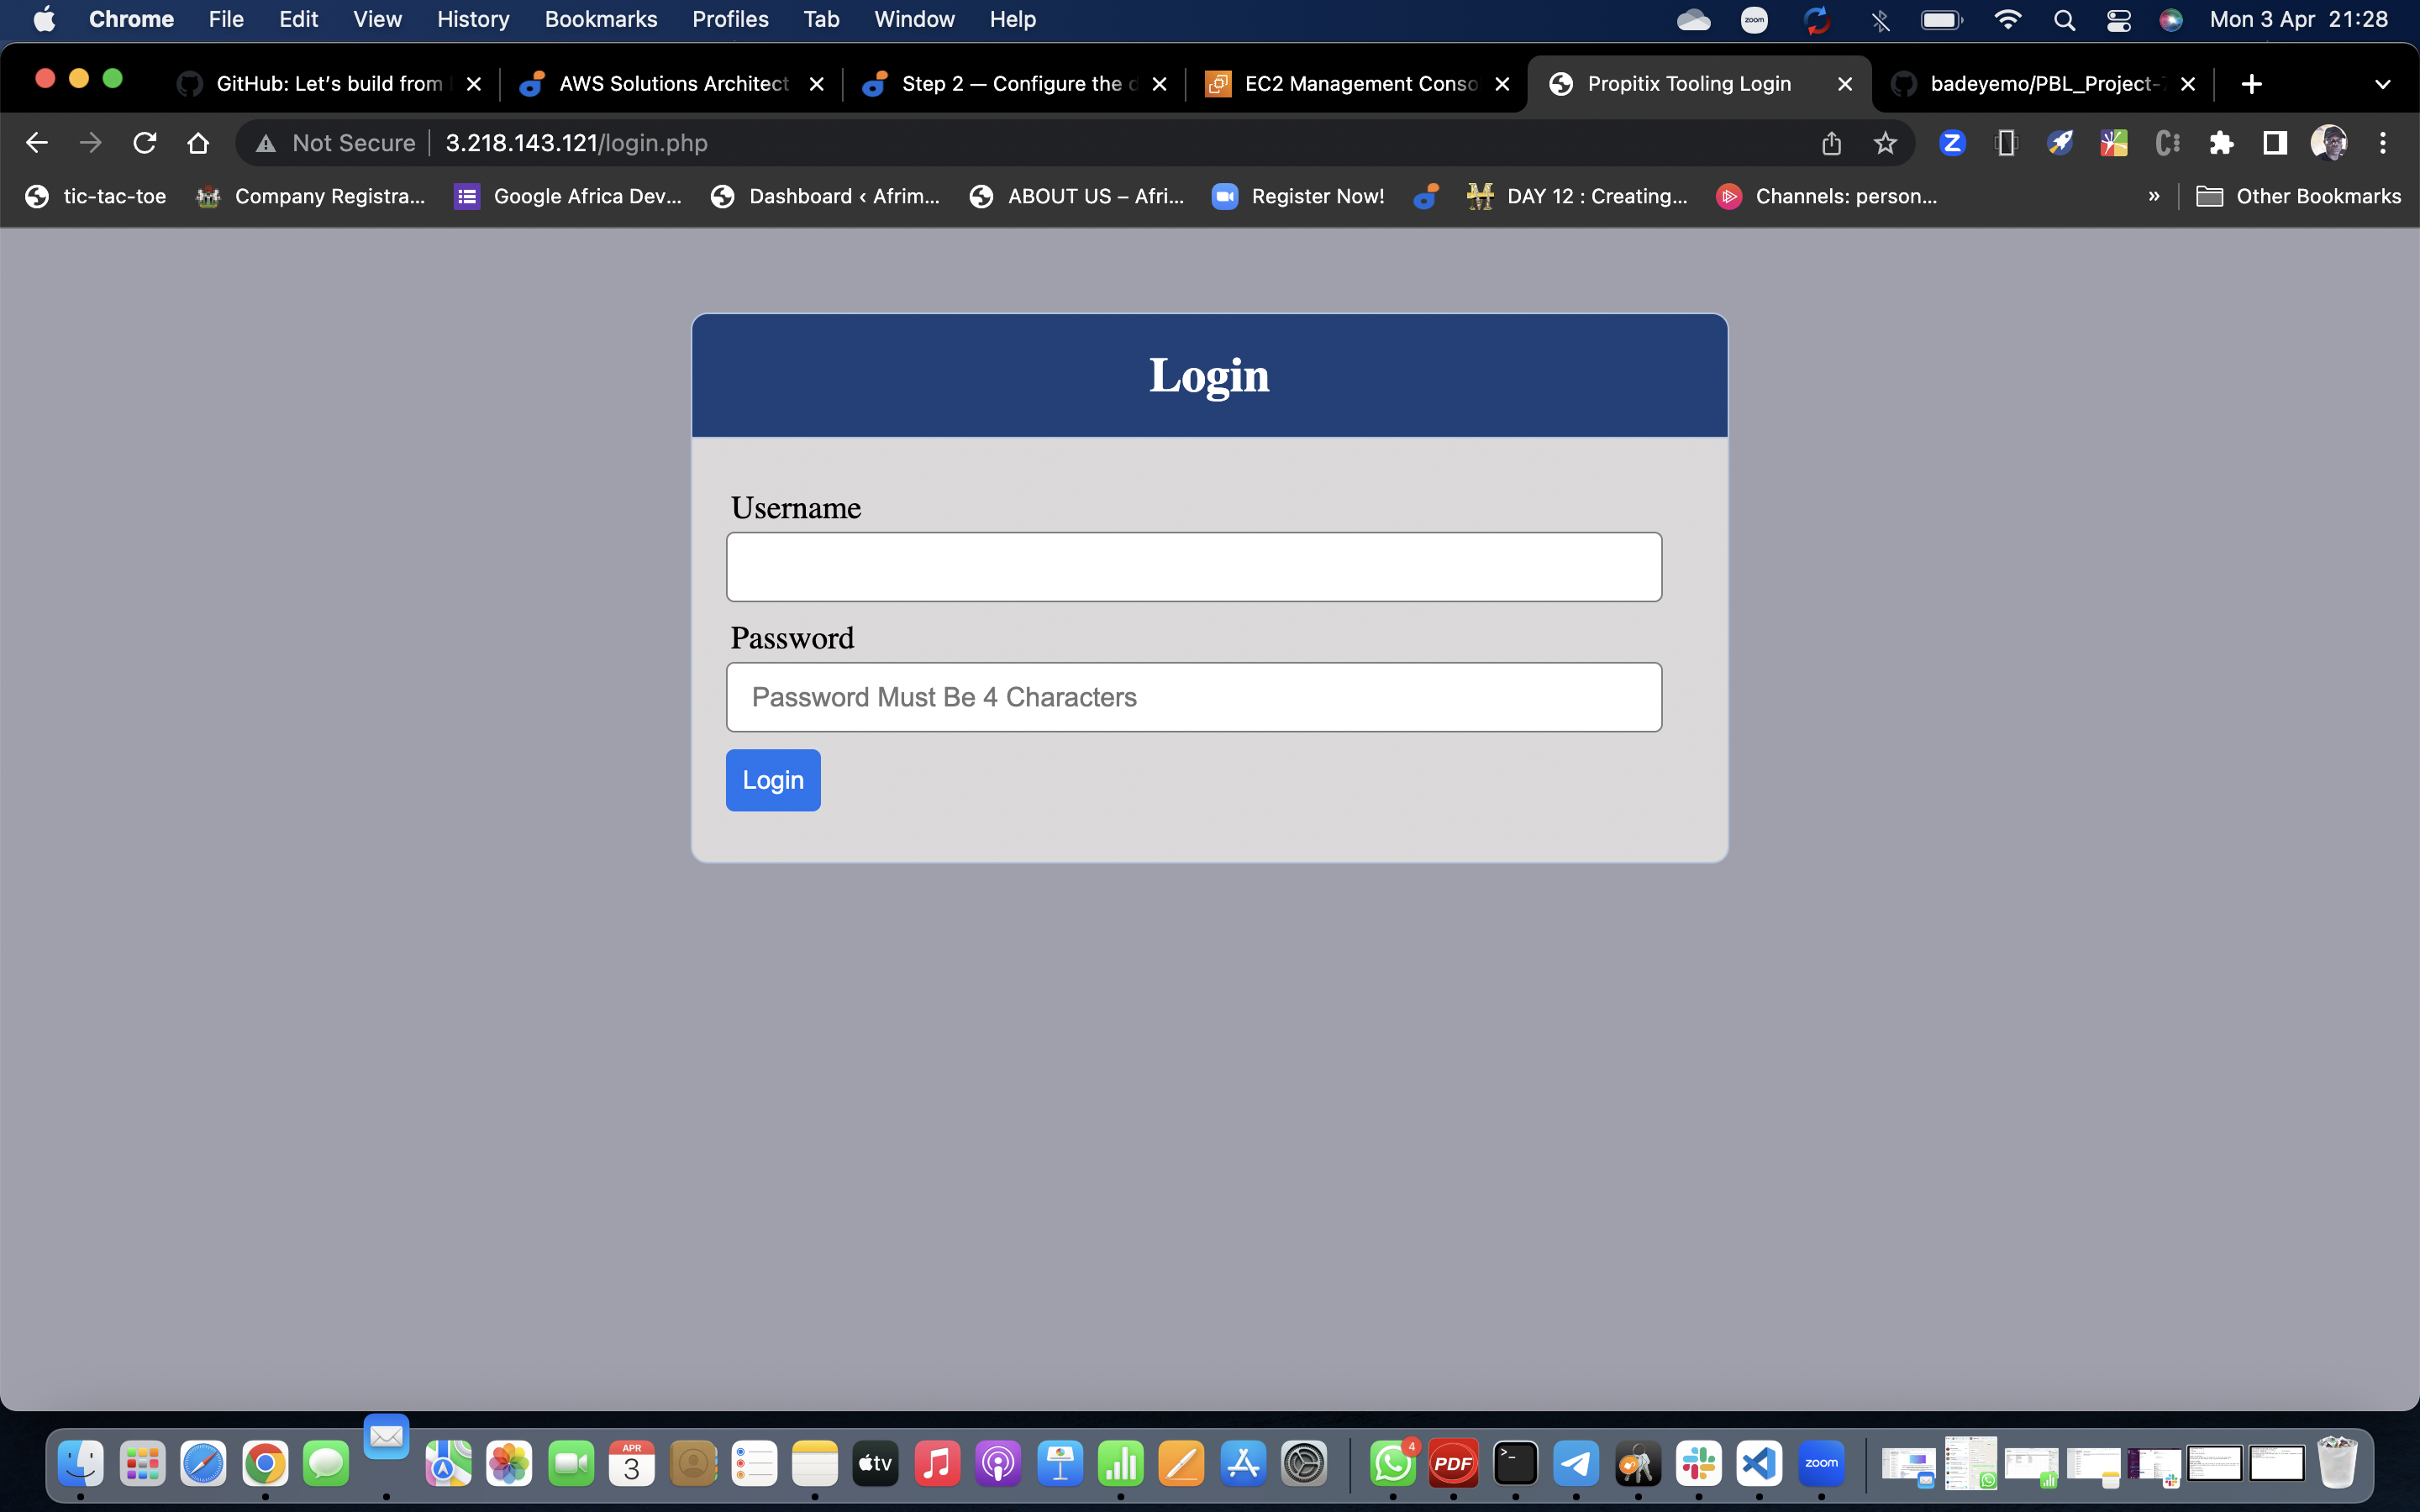 Chrome File Edit View History Bookmarks Profiles Tab Window Help zoom Mon 3 Apr 21:28
GitHub: Let's build from AWS Solutions Architect Step 2 — Configure the d EC2 Management Conso Propitix Tooling Login badeyemo/PBL_Project-
Not Secure 3.218.143.121/login.php Z C
tic-tac-toe Company Registra... Google Africa Dev... Dashboard ‹ Afrim... ABOUT US – Afri... Register Now! DAY 12 : Creating... Channels: person... » Other Bookmarks
Login
Username
Password
Password Must Be 4 Characters
Login
APR
3
tv
4
PDF
zoom